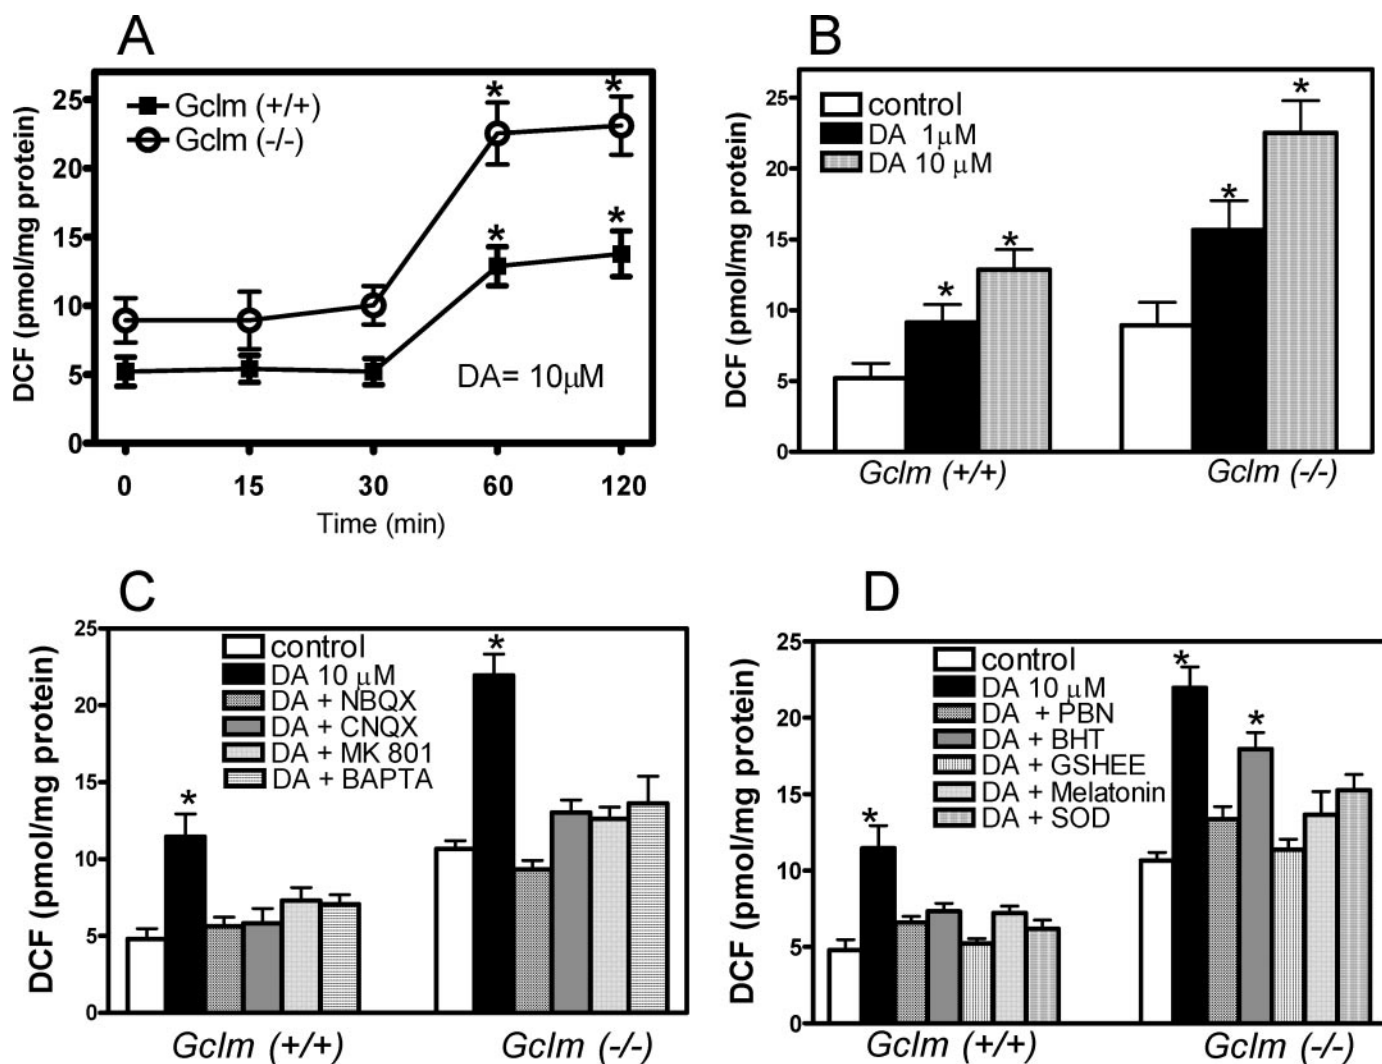 A
DCF (pmol/mg protein)
25
20
15
10
5
0
Gclm (+/+)
Gclm (-/-)
*
*
*
*
DA= 10μM
0 15 30 60 120
Time (min)
B
DCF (pmol/mg protein)
25
20
15
10
5
0
control
DA 1μM
DA 10 μM
*
*
*
*
Gclm (+/+) Gclm (-/-)
C
DCF (pmol/mg protein)
25
20
15
10
5
0
control
DA 10 μM
DA + NBQX
DA + CNQX
DA + MK 801
DA + BAPTA
*
*
Gclm (+/+) Gclm (-/-)
D
DCF (pmol/mg protein)
25
20
15
10
5
0
control
DA 10 μM
DA + PBN
DA + BHT
DA + GSHEE
DA + Melatonin
DA + SOD
*
*
*
Gclm (+/+) Gclm (-/-)